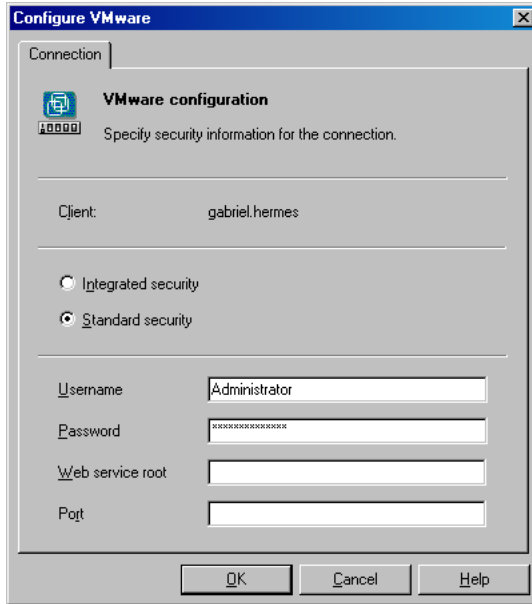 Configure VMware
Connection
VMware configuration
Specify security information for the connection.
Client: gabriel.hermes
Integrated security
Standard security
Username Administrator
Password **************
Web service root
Port
OK Cancel Help